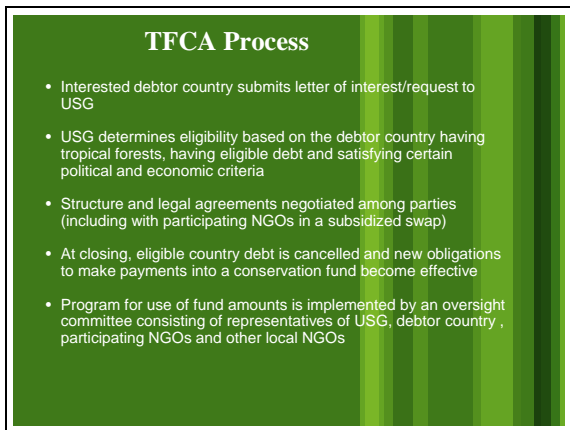 TFCA Process
• Interested debtor country submits letter of interest/request to
USG
• USG determines eligibility based on the debtor country having
tropical forests, having eligible debt and satisfying certain
political and economic criteria
• Structure and legal agreements negotiated among parties
(including with participating NGOs in a subsidized swap)
• At closing, eligible country debt is cancelled and new obligations
to make payments into a conservation fund become effective
• Program for use of fund amounts is implemented by an oversight
committee consisting of representatives of USG, debtor country ,
participating NGOs and other local NGOs